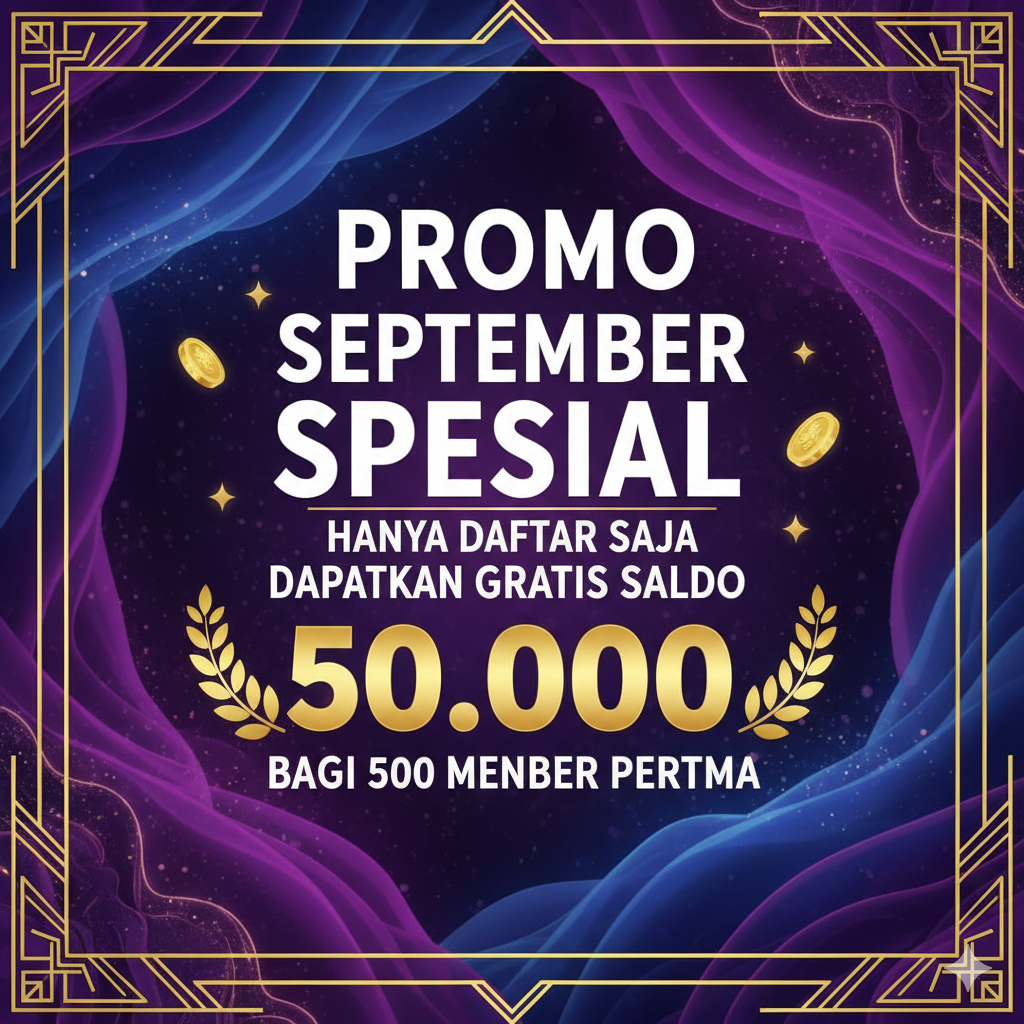 PROMO
SEPTEMBER
SPESIAL
HANYA DAFTAR SAJA
DAPATKAN GRATIS SALDO
50.000
BAGI 500 MENBER PERTMA